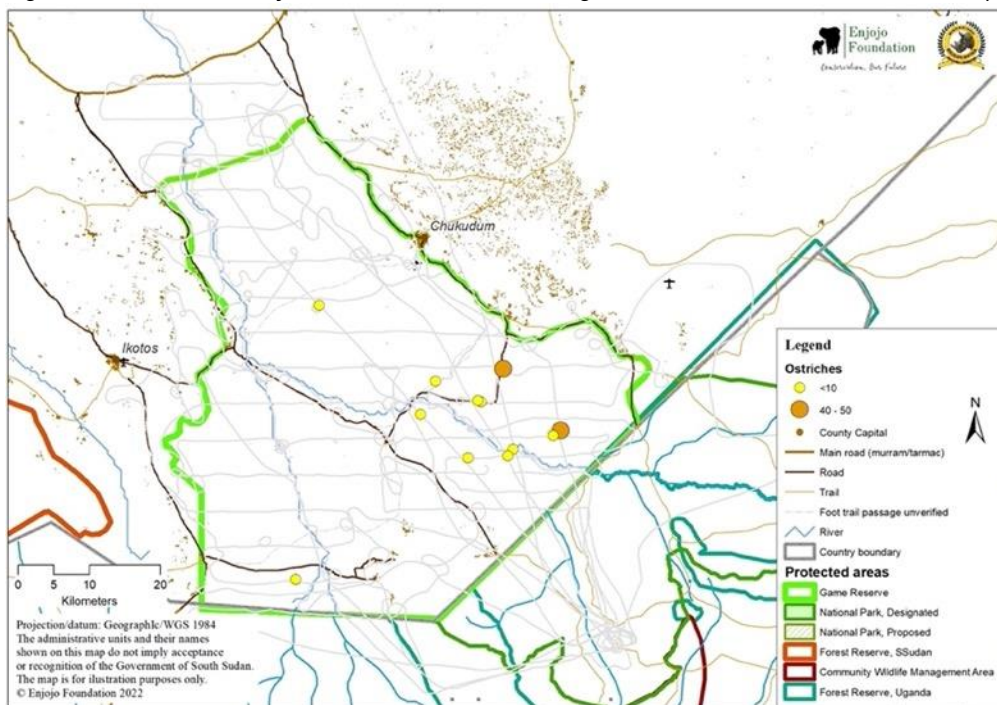 Enjojo
Foundation
Conservation, Our Future
Chukudum
Ikotos
Legend
Ostriches
<10
40 - 50
County Capital
Main road (murram/tarmac)
Road
Trail
Foot trail passage unverified
River
Country boundary
Protected areas
Game Reserve
National Park, Designated
National Park, Proposed
Forest Reserve, SSudan
Community Wildlife Management Area
Forest Reserve, Uganda
N
0 5 10 20
Kilometers
Projection/datum: Geographic/WGS 1984
The administrative units and their names
shown on this map do not imply acceptance
or recognition of the Government of South Sudan.
The map is for ilustration purposes only.
© Enjojo Foundation 2022